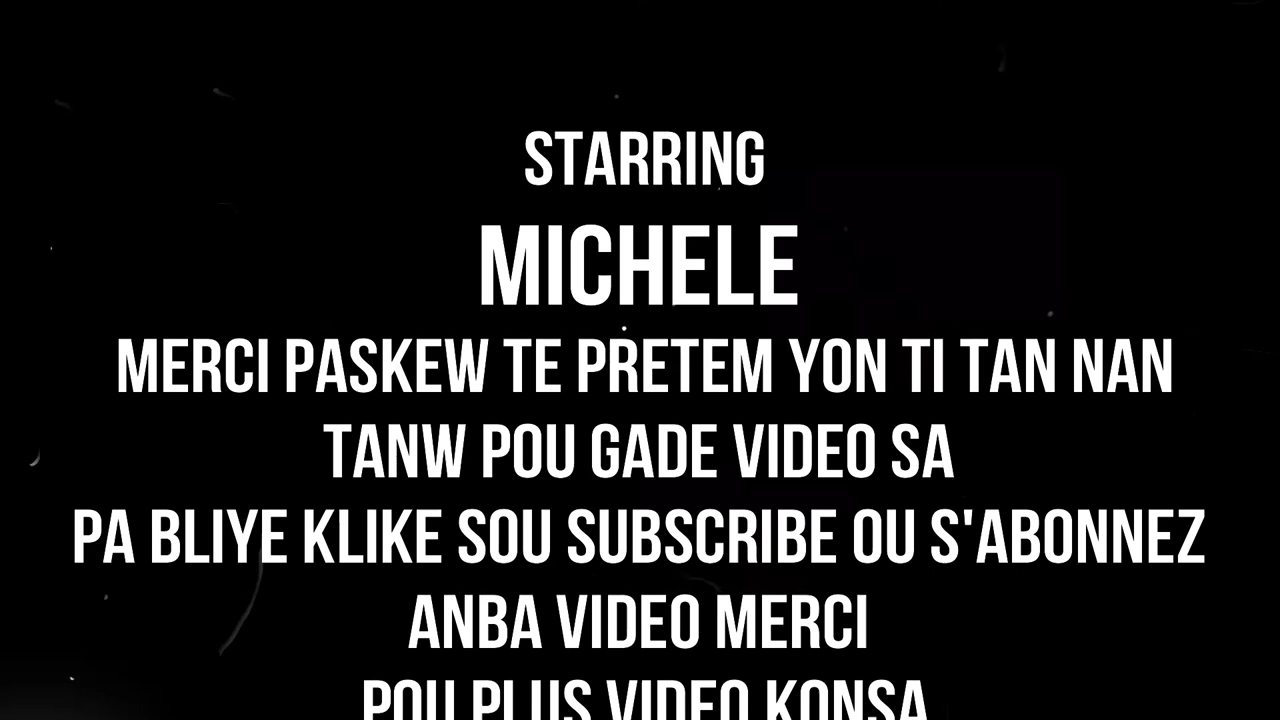 STARRING
MICHELE
MERCI PASKEW TE PRETEM YON TI TAN NAN
TANW POU GADE VIDEO SA
PA BLIYE KLIKE SOU SUBSCRIBE OU S'ABONNEZ
ANBA VIDEO MERCI
POU PLUS VIDEO KONSA